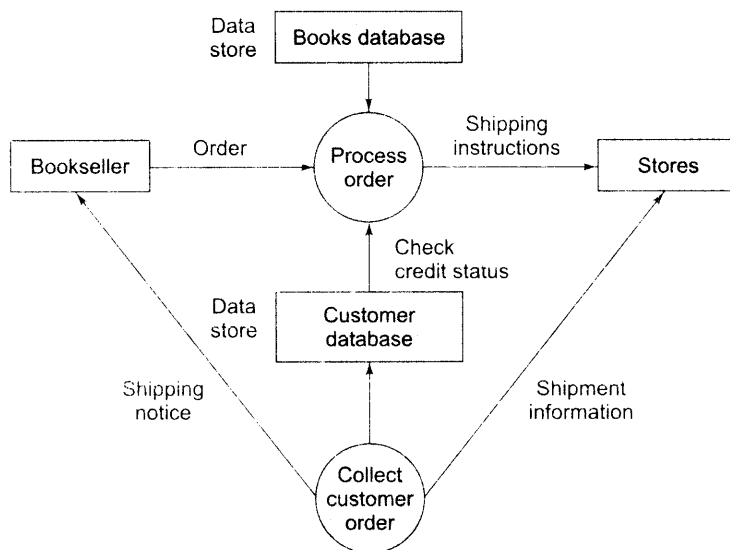 Data
store
Books database
Bookseller
Order
Process
order
Shipping
instructions
Stores
Check
credit status
Data
store
Customer
database
Shipping
notice
Shipment
information
Collect
customer
order